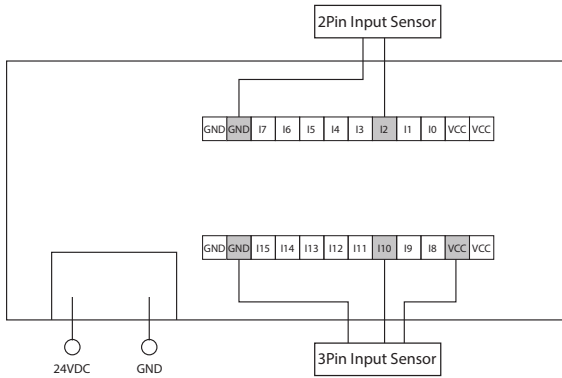 2Pin Input Sensor
GND GND I7 I6 I5 I4 I3 I2 I1 I0 VCC VCC
GND GND I15 I14 I13 I12 I11 I10 I9 I8 VCC VCC
24VDC GND
3Pin Input Sensor